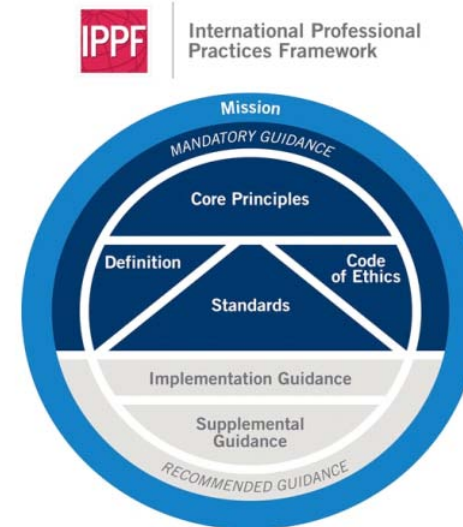 IPPF
International Professional
Practices Framework
Mission
MANDATORY GUIDANCE
Core Principles
Definition
Code
of Ethics
Standards
Implementation Guidance
Supplemental
Guidance
RECOMMENDED GUIDANCE